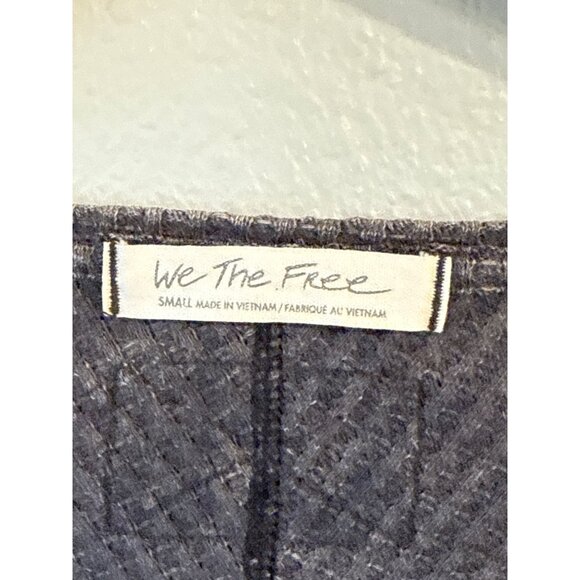 We The Free
SMALL MADE IN VIETNAM / FABRIQUÉ AU VIETNAM